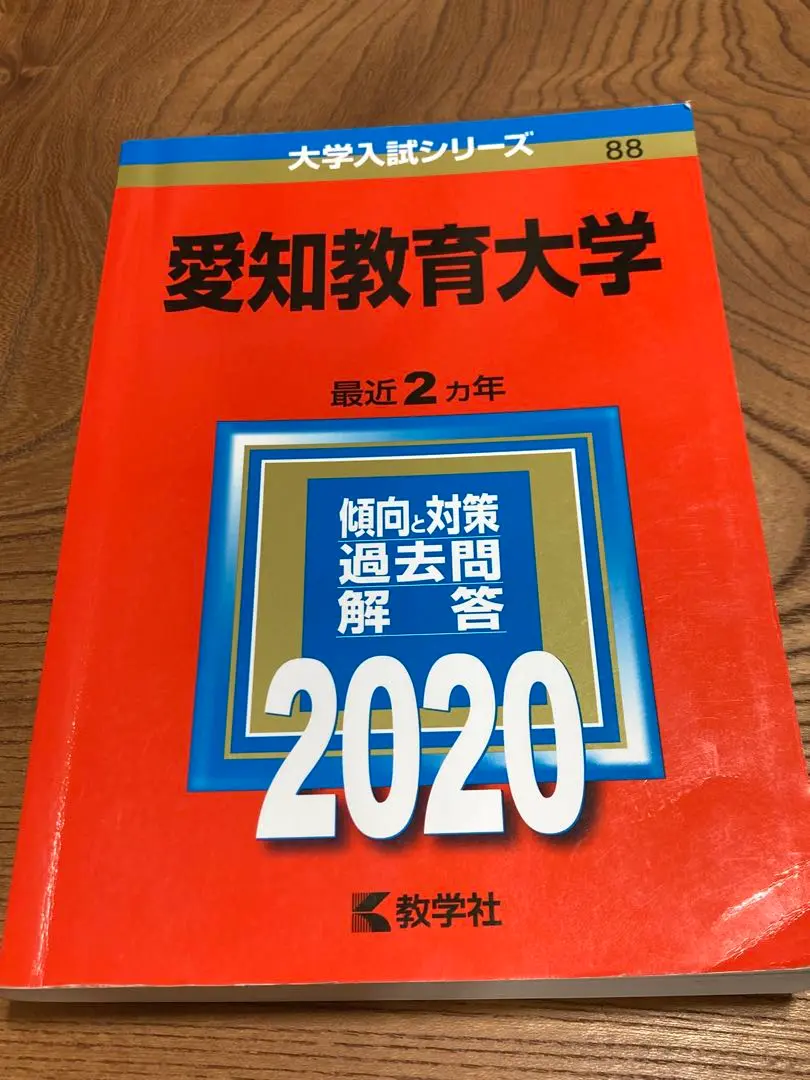 大学入試シリーズ 88
愛知教育大学
最近2ヵ年
傾向と対策
過去問
解答
2020
教学社